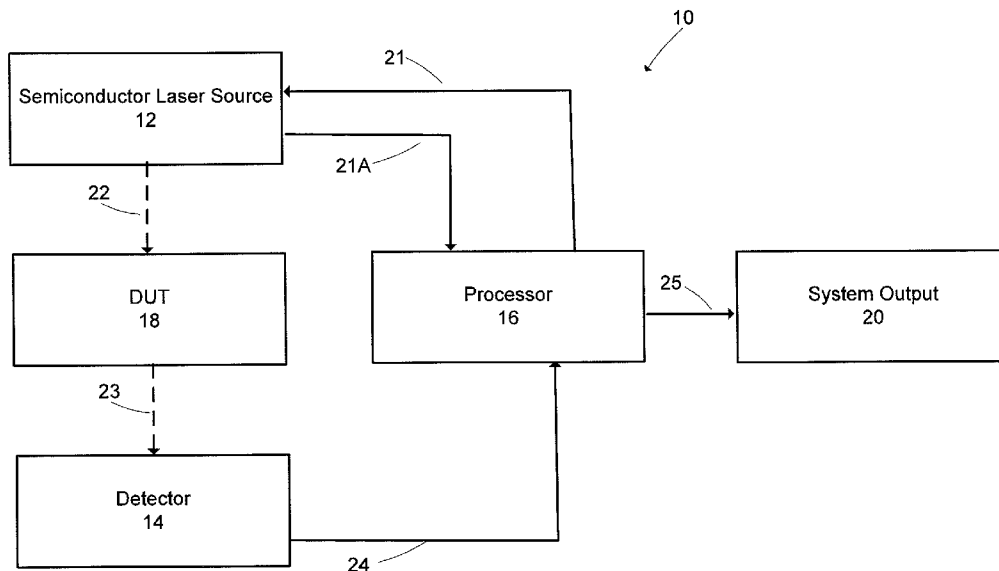 10
21
Semiconductor Laser Source
12
21A
22
DUT
18
Processor
16
25
System Output
20
23
Detector
14
24